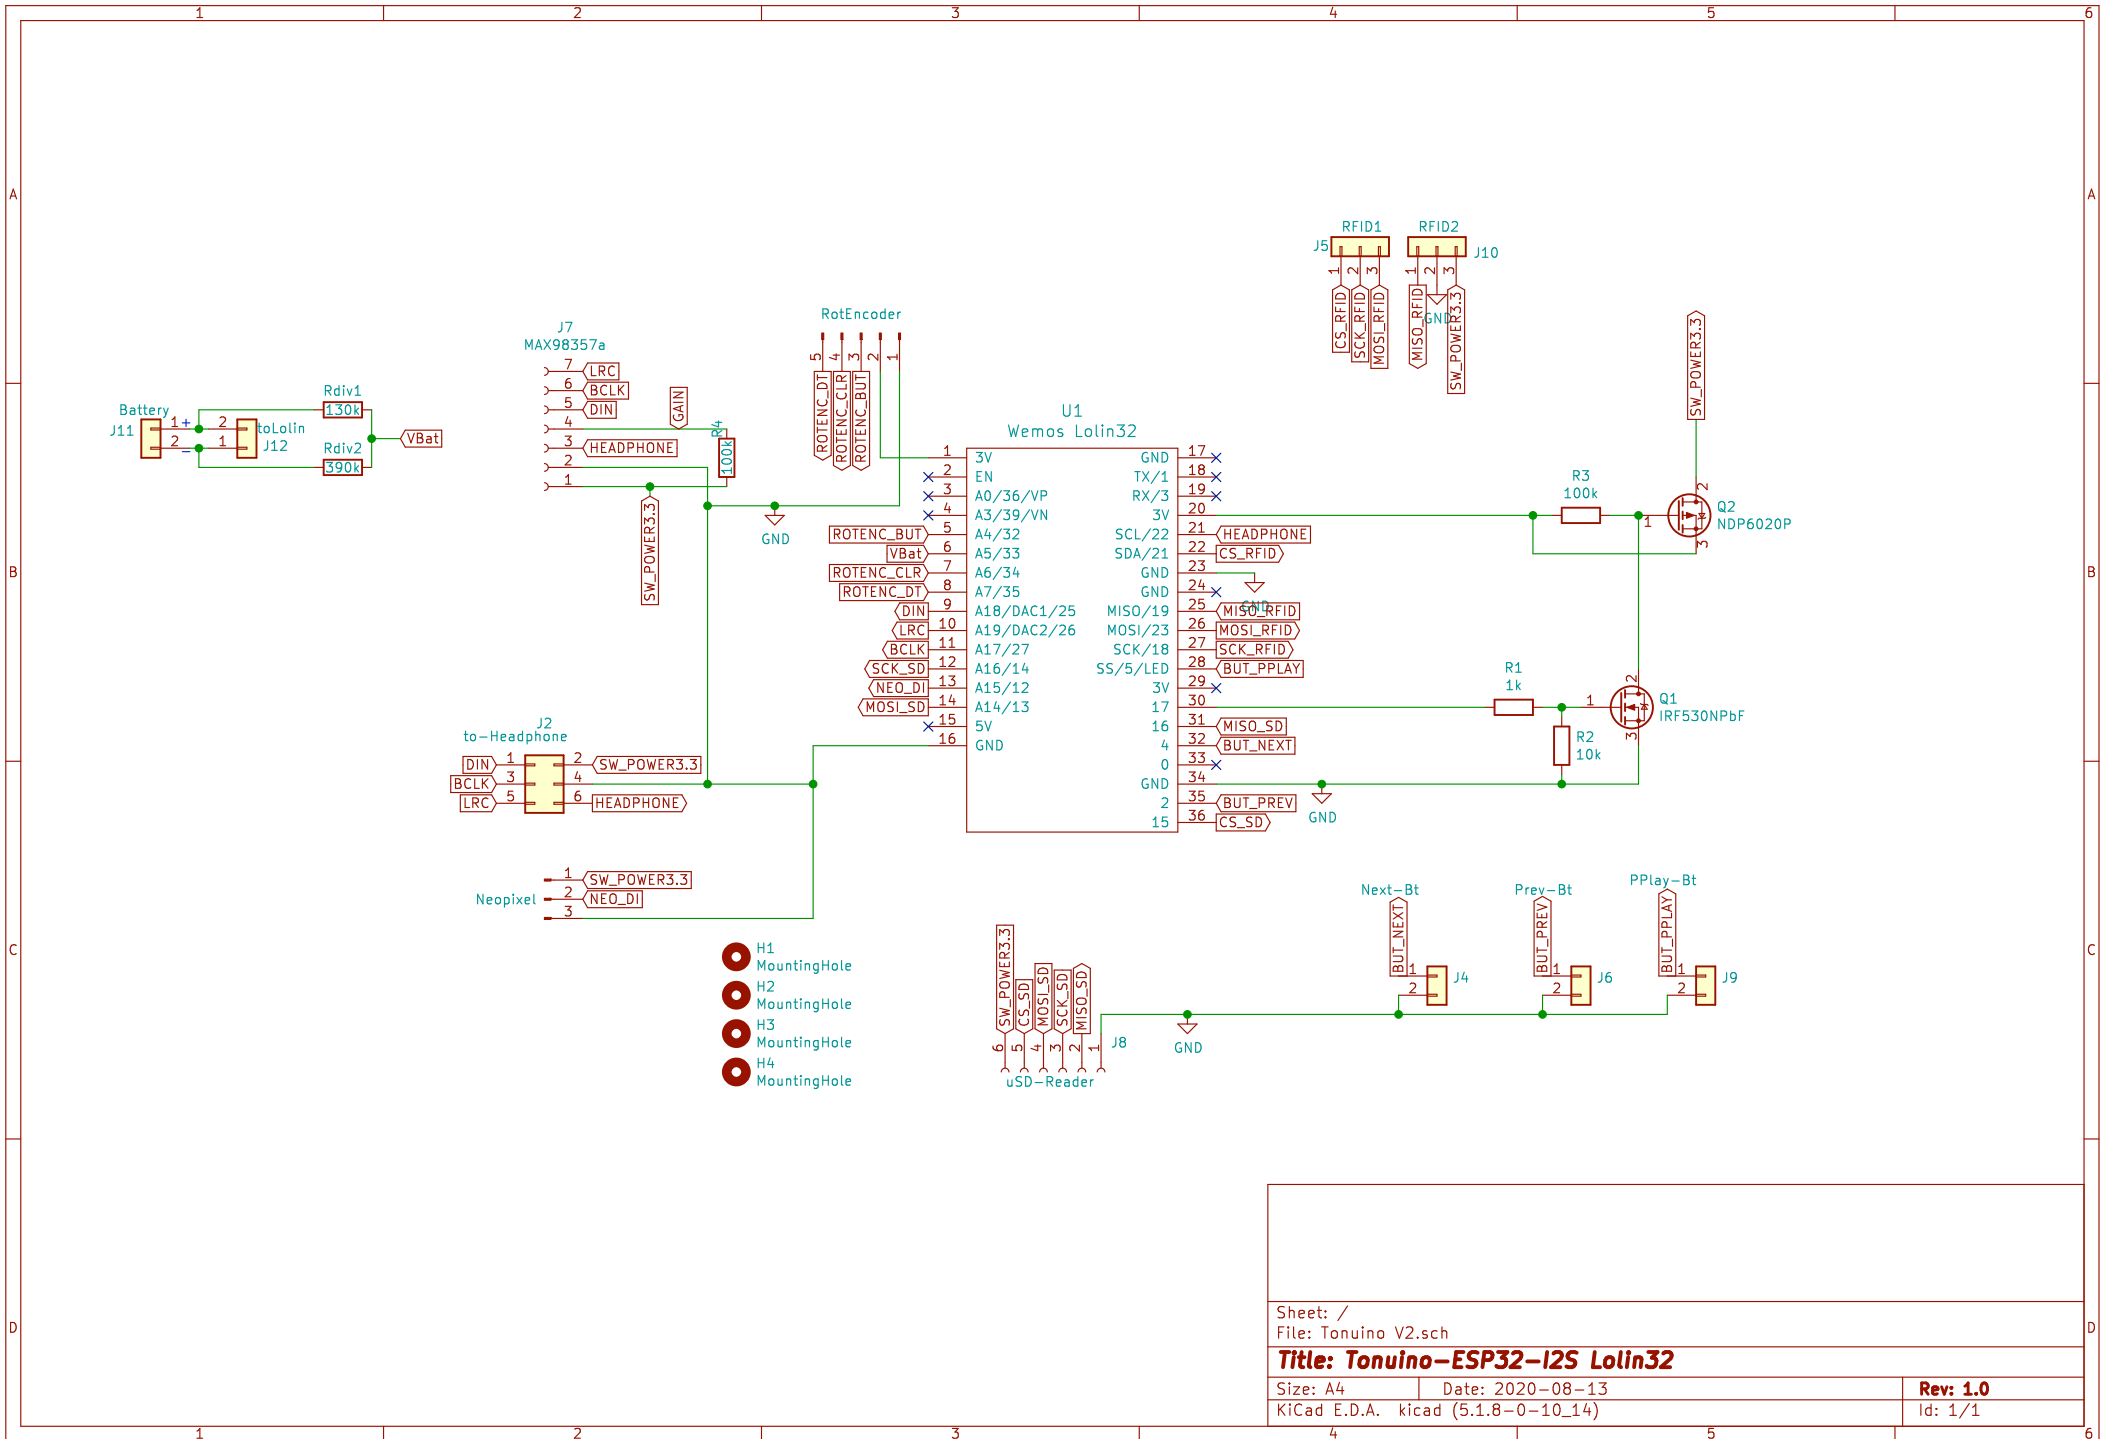 1 2 3 4 5 6
A A
B B
C C
D D
RFID1 RFID2
J5 J10
1 2 3 1 2 3
CS_RFID SCK_RFID MOSI_RFID MISO_RFID GND SW_POWER3.3
RotEncoder
5 4 3 2 1
ROTENC_DT ROTENC_CLR ROTENC_BUT
J7
MAX98357a
7 LRC
6 BCLK
5 DIN
4
3 HEADPHONE
2
1
GAIN
R4
100k
SW_POWER3.3
GND
Battery
J11
1 +
2 −
2
1
toLolin
J12
Rdiv1
130k
Rdiv2
390k
VBat
U1
Wemos Lolin32
1 3V
2 EN
3 A0/36/VP
4 A3/39/VN
ROTENC_BUT 5 A4/32
VBat 6 A5/33
ROTENC_CLR 7 A6/34
ROTENC_DT 8 A7/35
DIN 9 A18/DAC1/25
LRC 10 A19/DAC2/26
BCLK 11 A17/27
SCK_SD 12 A16/14
NEO_DI 13 A15/12
MOSI_SD 14 A14/13
15 5V
16 GND
GND 17
TX/1 18
RX/3 19
3V 20
SCL/22 21 HEADPHONE
SDA/21 22 CS_RFID
GND 23
GND 24
GND
MISO/19 25 MISO_RFID
MOSI/23 26 MOSI_RFID
SCK/18 27 SCK_RFID
SS/5/LED 28 BUT_PPLAY
3V 29
17 30
16 31 MISO_SD
4 32 BUT_NEXT
0 33
GND 34
2 35 BUT_PREV
15 36 CS_SD
GND
SW_POWER3.3
R3
100k
2
1
3
Q2
NDP6020P
R1
1k
R2
10k
2
1
3
Q1
IRF530NPbF
J2
to-Headphone
DIN 1 2 SW_POWER3.3
BCLK 3 4
LRC 5 6 HEADPHONE
Neopixel
1 SW_POWER3.3
2 NEO_DI
3
H1
MountingHole
H2
MountingHole
H3
MountingHole
H4
MountingHole
SW_POWER3.3 CS_SD MOSI_SD SCK_SD MISO_SD
6 5 4 3 2 1
J8
uSD-Reader
GND
Next-Bt
BUT_NEXT
1
2
J4
Prev-Bt
BUT_PREV
1
2
J6
PPlay-Bt
BUT_PPLAY
1
2
J9
Sheet: /
File: Tonuino V2.sch
Title: Tonuino-ESP32-I2S Lolin32
Size: A4 Date: 2020-08-13 Rev: 1.0
KiCad E.D.A. kicad (5.1.8-0-10_14) Id: 1/1
1 2 3 4 5 6